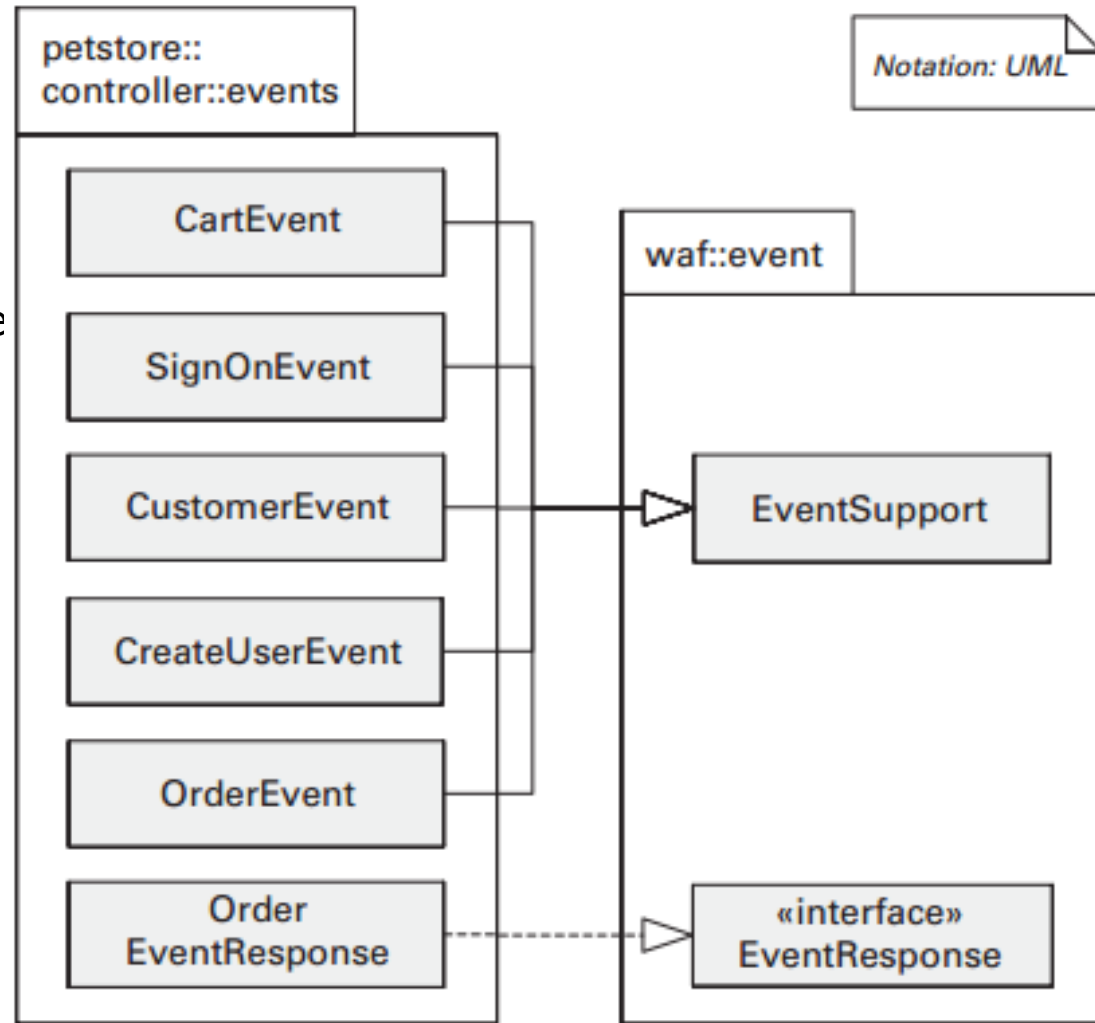 petstore::
controller::events
Notation: UML
CartEvent
waf::event
SignOnEvent
CustomerEvent
EventSupport
CreateUserEvent
OrderEvent
Order
EventResponse
«interface»
EventResponse